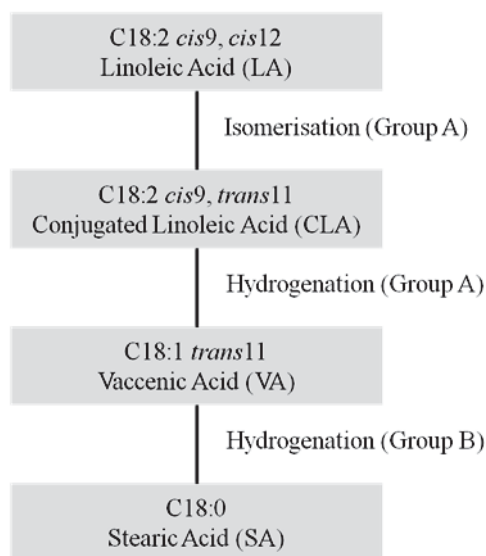 C18:2 cis9, cis12
Linoleic Acid (LA)
Isomerisation (Group A)
C18:2 cis9, trans11
Conjugated Linoleic Acid (CLA)
Hydrogenation (Group A)
C18:1 trans11
Vaccenic Acid (VA)
Hydrogenation (Group B)
C18:0
Stearic Acid (SA)